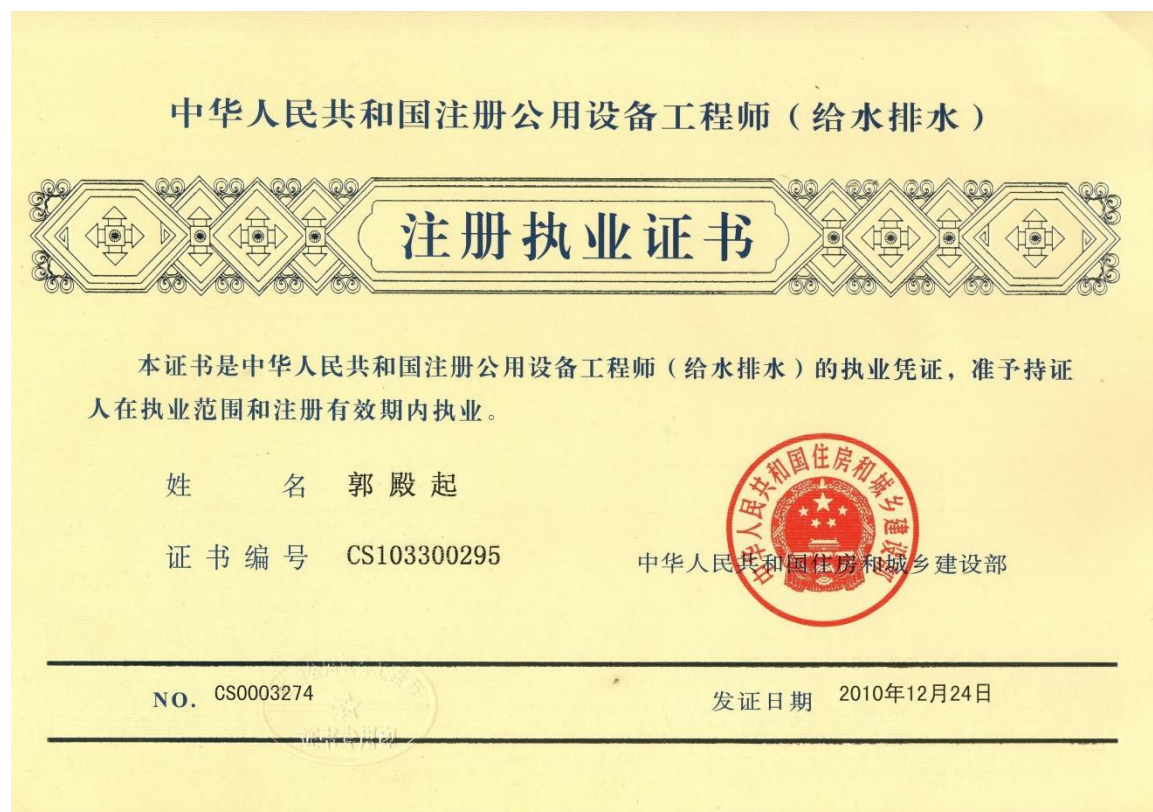 中华人民共和国注册公用设备工程师（给水排水）
注册执业证书
本证书是中华人民共和国注册公用设备工程师（给水排水）的执业凭证，准予持证
人在执业范围和注册有效期内执业。
姓 名 郭殿起
中华人民共和国住房和城乡建设部
证书编号 CS103300295
中华人民共和国住房和城乡建设部
NO. CS0003274
发证日期 2010年12月24日